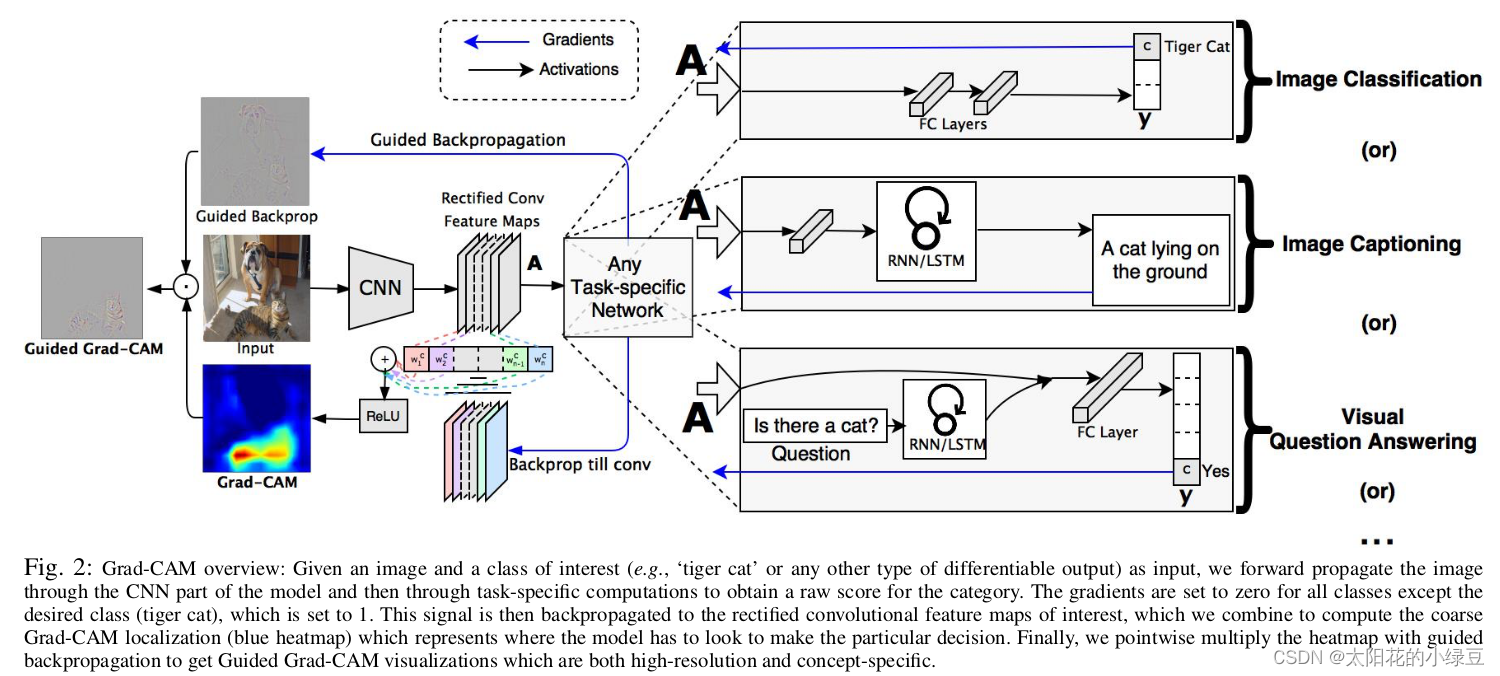 Gradients
Activations
Guided Backpropagation
Guided Backprop
Rectified Conv
Feature Maps
A
Input
CNN
Any
Task-specific
Network
Guided Grad-CAM
+
w1c w2c wn-1c wnc
=
ReLU
Grad-CAM
Backprop till conv
A
c Tiger Cat
FC Layers
y
Image Classification
(or)
A
RNN/LSTM
A cat lying on
the ground
Image Captioning
(or)
A
Is there a cat?
Question
RNN/LSTM
FC Layer
c Yes
y
Visual
Question Answering
(or)
...
Fig. 2: Grad-CAM overview: Given an image and a class of interest (e.g., ‘tiger cat’ or any other type of differentiable output) as input, we forward propagate the image
through the CNN part of the model and then through task-specific computations to obtain a raw score for the category. The gradients are set to zero for all classes except the
desired class (tiger cat), which is set to 1. This signal is then backpropagated to the rectified convolutional feature maps of interest, which we combine to compute the coarse
Grad-CAM localization (blue heatmap) which represents where the model has to look to make the particular decision. Finally, we pointwise multiply the heatmap with guided
backpropagation to get Guided Grad-CAM visualizations which are both high-resolution and concept-specific.
CSDN @太阳花的小绿豆